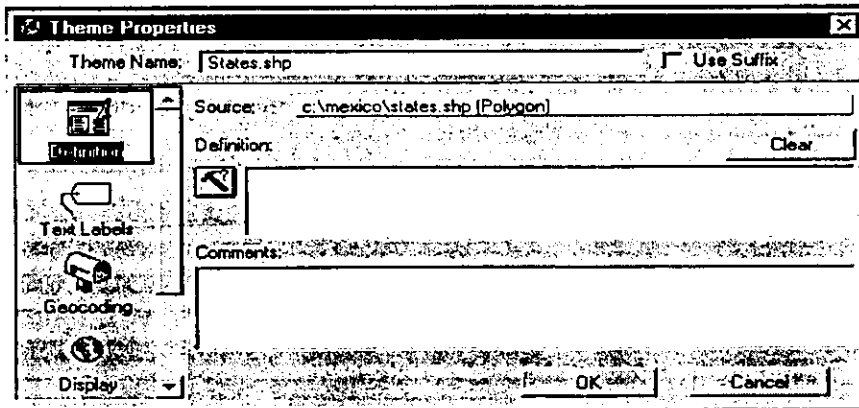 Theme Properties
Theme Name: States.shp Use Suffix
Source: c:\mexico\states.shp (Polygon)
Definition
Definition: Clear
Text Labels
Comments:
Geocoding
Display
OK Cancel